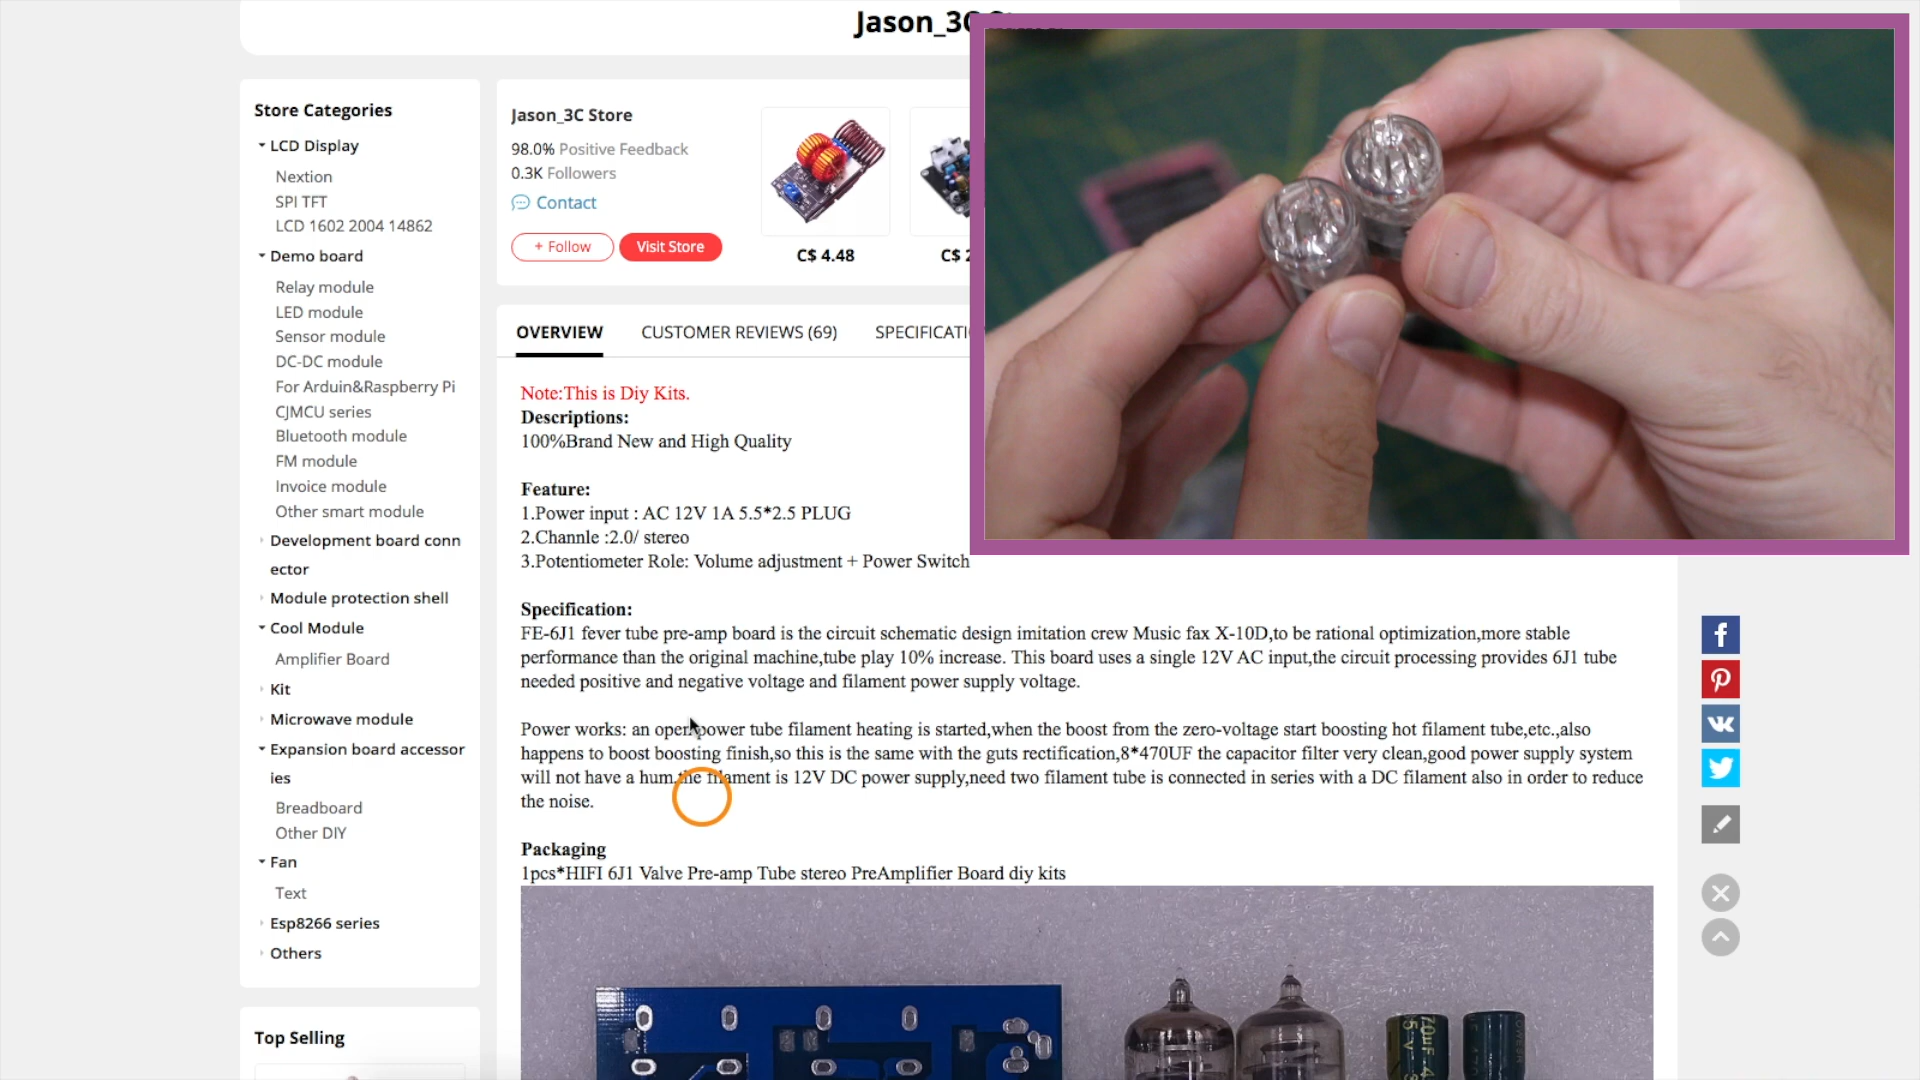 Jason_3C
Store Categories
LCD Display
Nextion
SPI TFT
LCD 1602 2004 14862
Demo board
Relay module
LED module
Sensor module
DC-DC module
For Arduin&Raspberry Pi
CJMCU series
Bluetooth module
FM module
Invoice module
Other smart module
Development board conn
ector
Module protection shell
Cool Module
Amplifier Board
Kit
Microwave module
Expansion board accessor
ies
Breadboard
Other DIY
Fan
Text
Esp8266 series
Others
Top Selling
Jason_3C Store
98.0% Positive Feedback
0.3K Followers
Contact
+ Follow
Visit Store
C$ 4.48
C$
OVERVIEW
CUSTOMER REVIEWS (69)
SPECIFICATI
Note:This is Diy Kits.
Descriptions:
100%Brand New and High Quality
Feature:
1.Power input : AC 12V 1A 5.5*2.5 PLUG
2.Channle :2.0/ stereo
3.Potentiometer Role: Volume adjustment + Power Switch
Specification:
FE-6J1 fever tube pre-amp board is the circuit schematic design imitation crew Music fax X-10D,to be rational optimization,more stable
performance than the original machine,tube play 10% increase. This board uses a single 12V AC input,the circuit processing provides 6J1 tube
needed positive and negative voltage and filament power supply voltage.
Power works: an open power tube filament heating is started,when the boost from the zero-voltage start boosting hot filament tube,etc.,also
happens to boost boosting finish,so this is the same with the guts rectification,8*470UF the capacitor filter very clean,good power supply system
will not have a hum,the filament is 12V DC power supply,need two filament tube is connected in series with a DC filament also in order to reduce
the noise.
Packaging
1pcs*HIFI 6J1 Valve Pre-amp Tube stereo PreAmplifier Board diy kits